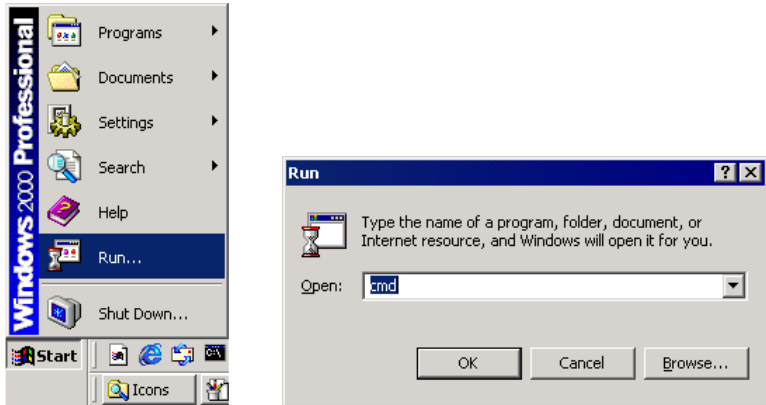 Windows 2000 Professional
Programs
Documents
Settings
Search
Help
Run...
Shut Down...
Start
Icons
Run
Type the name of a program, folder, document, or
Internet resource, and Windows will open it for you.
Open: cmd
OK Cancel Browse...